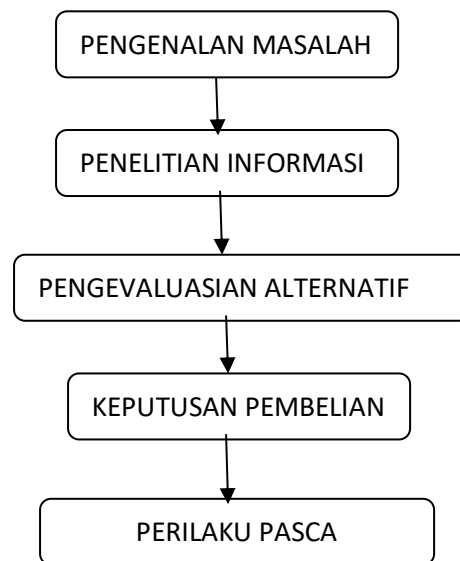 PENGENALAN MASALAH
PENELITIAN INFORMASI
PENGEVALUASIAN ALTERNATIF
KEPUTUSAN PEMBELIAN
PERILAKU PASCA